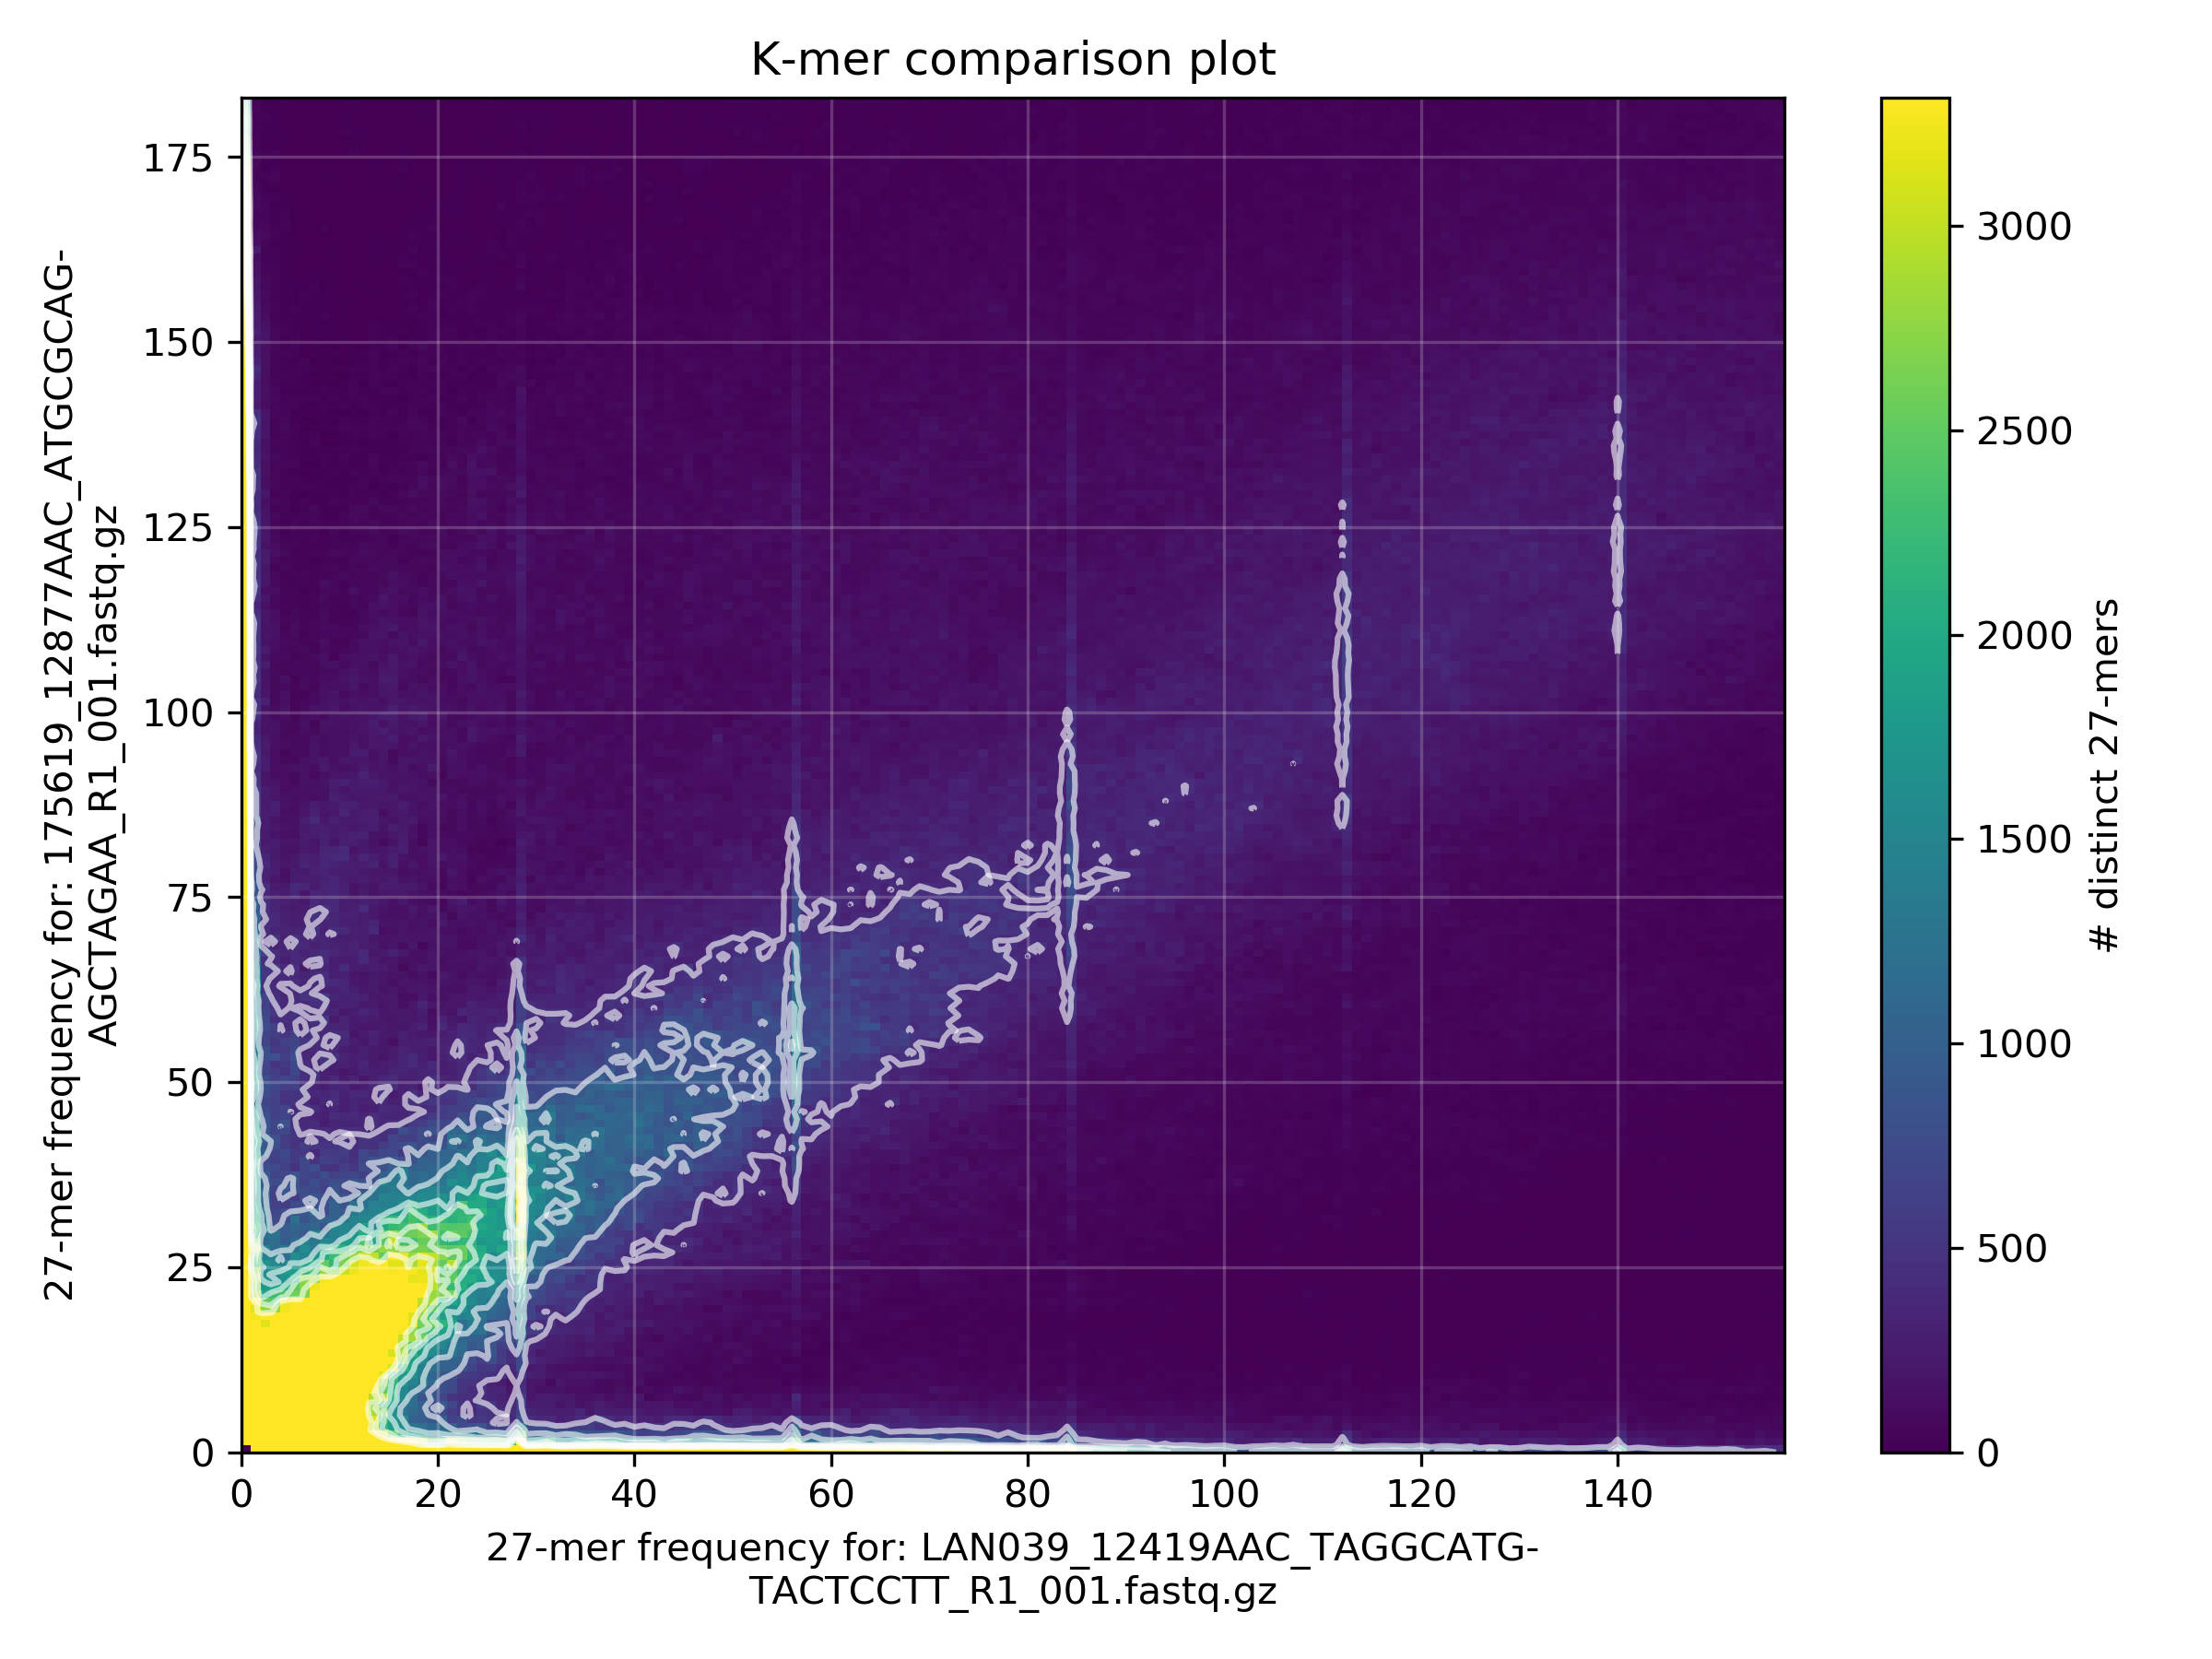 K-mer comparison plot
175
150
125
100
75
50
25
0
27-mer frequency for: 175619_12877AAC_ATGCGCAG-
AGCTAGAA_R1_001.fastq.gz
0 20 40 60 80 100 120 140
27-mer frequency for: LAN039_12419AAC_TAGGCATG-
TACTCCTT_R1_001.fastq.gz
3000
2500
2000
1500
1000
500
0
# distinct 27-mers